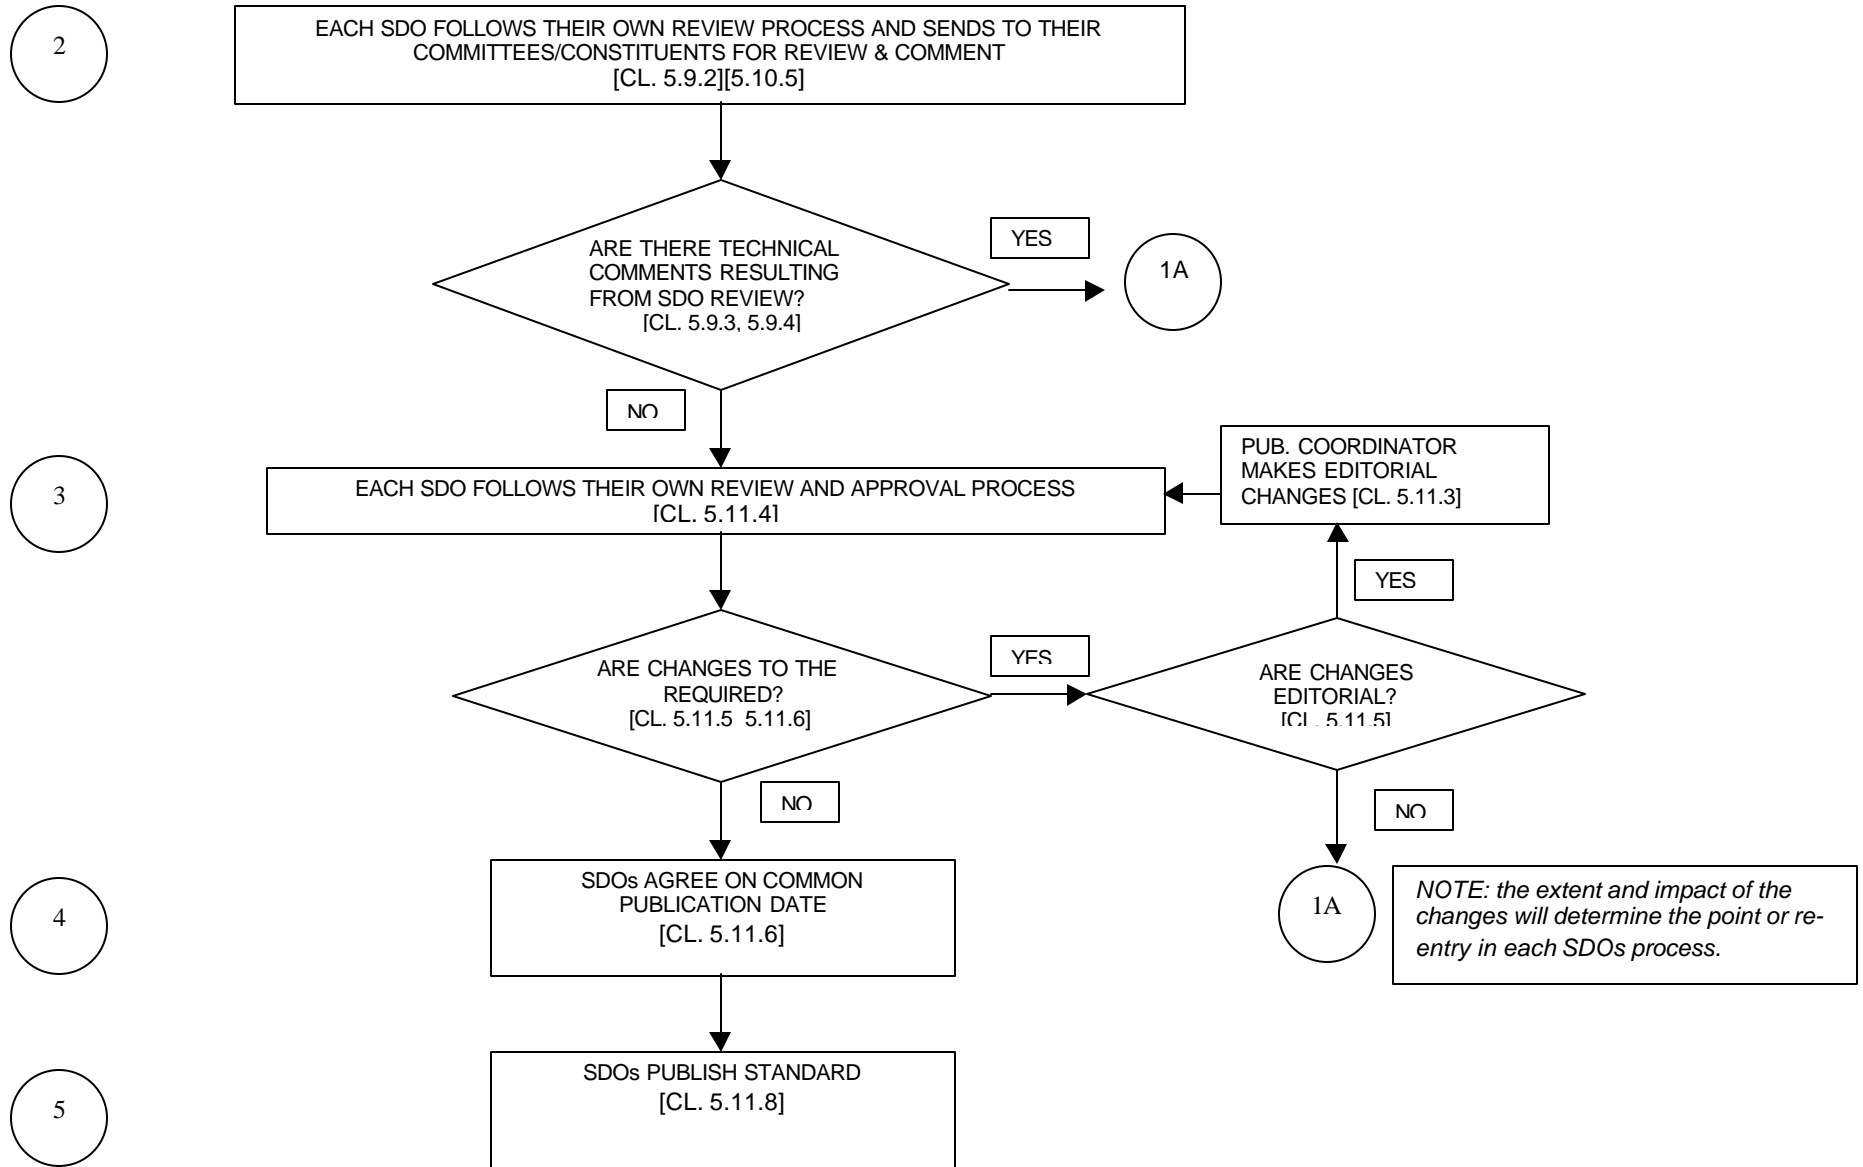 2
EACH SDO FOLLOWS THEIR OWN REVIEW PROCESS AND SENDS TO THEIR
COMMITTEES/CONSTITUENTS FOR REVIEW & COMMENT
[CL. 5.9.2][5.10.5]
ARE THERE TECHNICAL
COMMENTS RESULTING
FROM SDO REVIEW?
[CL. 5.9.3, 5.9.4]
YES
1A
NO
3
EACH SDO FOLLOWS THEIR OWN REVIEW AND APPROVAL PROCESS
[CL. 5.11.4]
PUB. COORDINATOR
MAKES EDITORIAL
CHANGES [CL. 5.11.3]
YES
ARE CHANGES TO THE
REQUIRED?
[CL. 5.11.5 5.11.6]
YES
ARE CHANGES
EDITORIAL?
[CL. 5.11.5]
NO
NO
4
SDOs AGREE ON COMMON
PUBLICATION DATE
[CL. 5.11.6]
1A
NOTE: the extent and impact of the
changes will determine the point or re-
entry in each SDOs process.
5
SDOs PUBLISH STANDARD
[CL. 5.11.8]